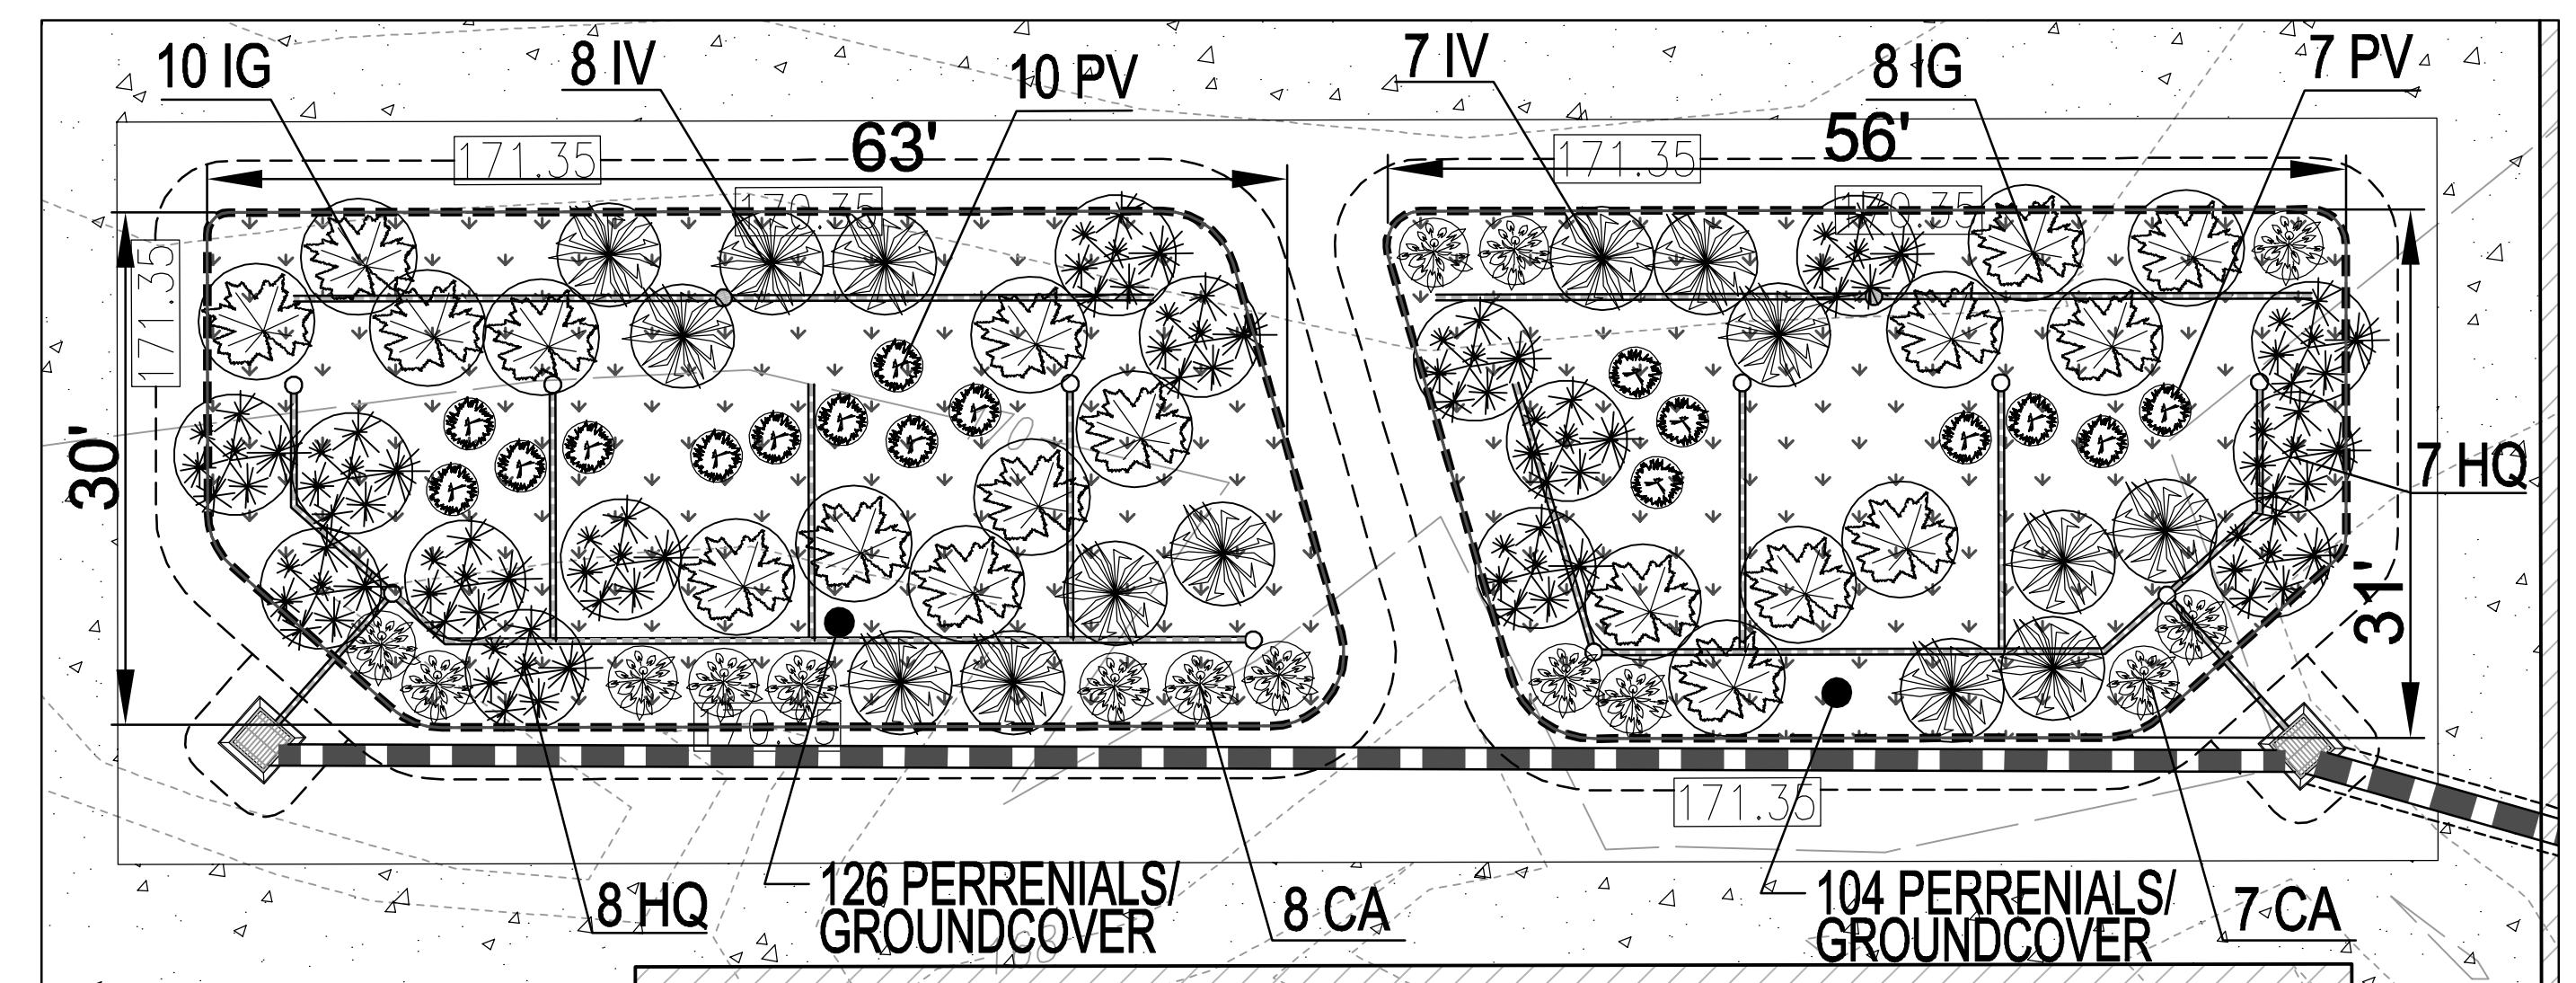 10 IG
8 IV
10 PV
7 IV
8 IG
7 PV
63'
56'
171.35
171.35
170.35
170.35
171.35
30'
7 HQ
31'
170.35
171.35
126 PERRENIALS/
GROUNDCOVER
104 PERRENIALS/
GROUNDCOVER
8 HQ
8 CA
7 CA